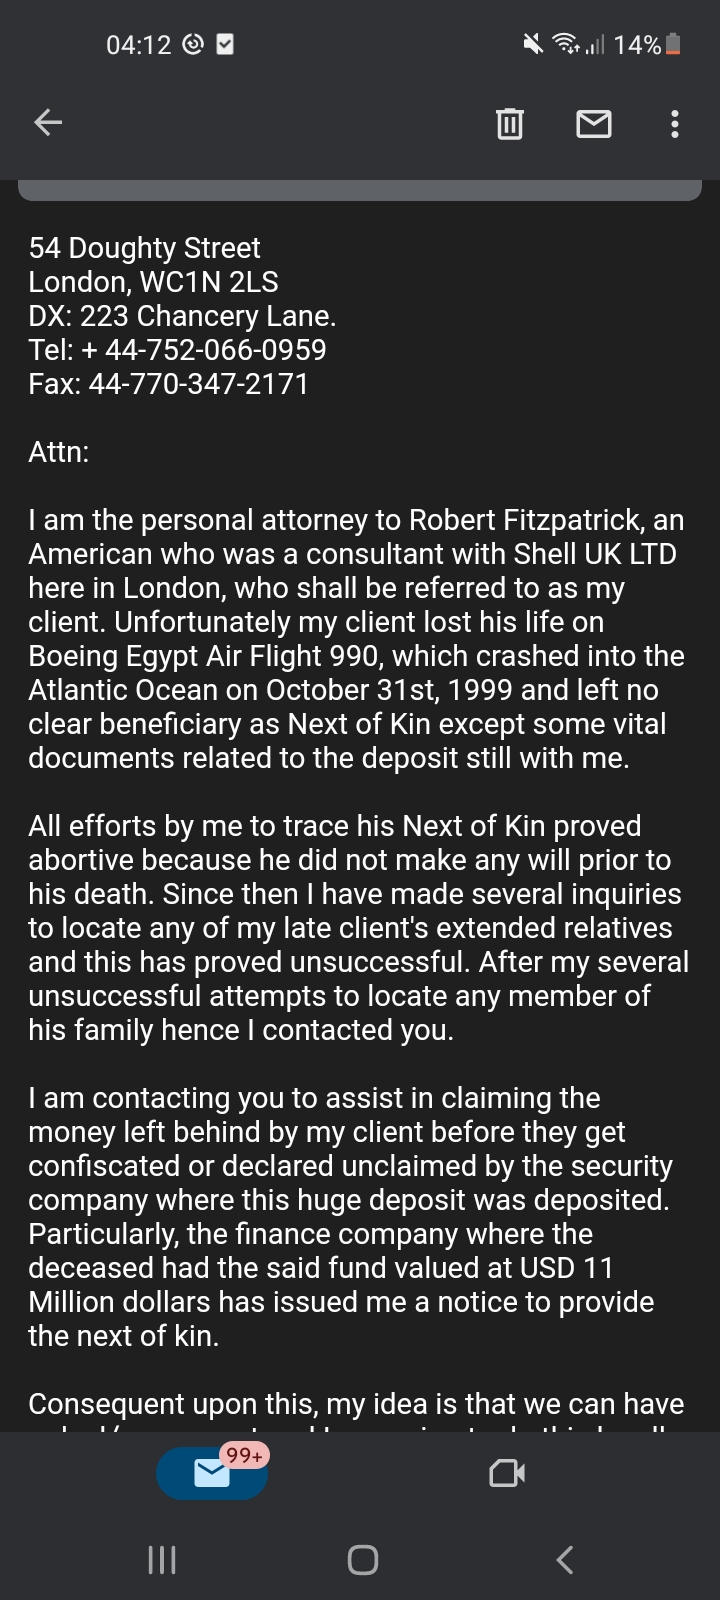 04:12
14%
54 Doughty Street
London, WC1N 2LS
DX: 223 Chancery Lane.
Tel: + 44-752-066-0959
Fax: 44-770-347-2171
Attn:
I am the personal attorney to Robert Fitzpatrick, an
American who was a consultant with Shell UK LTD
here in London, who shall be referred to as my
client. Unfortunately my client lost his life on
Boeing Egypt Air Flight 990, which crashed into the
Atlantic Ocean on October 31st, 1999 and left no
clear beneficiary as Next of Kin except some vital
documents related to the deposit still with me.
All efforts by me to trace his Next of Kin proved
abortive because he did not make any will prior to
his death. Since then I have made several inquiries
to locate any of my late client's extended relatives
and this has proved unsuccessful. After my several
unsuccessful attempts to locate any member of
his family hence I contacted you.
I am contacting you to assist in claiming the
money left behind by my client before they get
confiscated or declared unclaimed by the security
company where this huge deposit was deposited.
Particularly, the finance company where the
deceased had the said fund valued at USD 11
Million dollars has issued me a notice to provide
the next of kin.
Consequent upon this, my idea is that we can have
99+